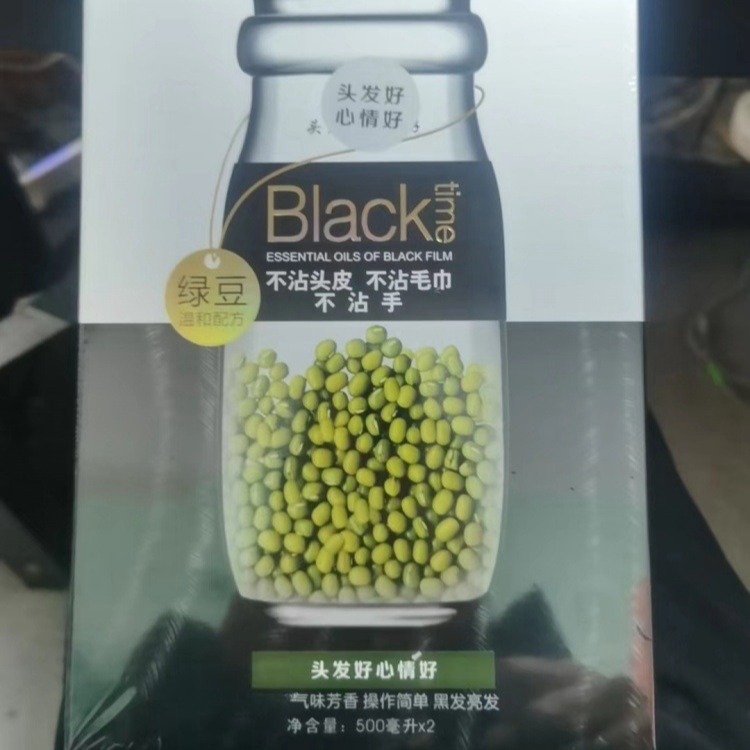 头发好
心情好
Black time
ESSENTIAL OILS OF BLACK FILM
绿豆
温和配方
不沾头皮 不沾毛巾
不沾手
头发好心情好
气味芳香 操作简单 黑发亮发
净含量：500毫升x2